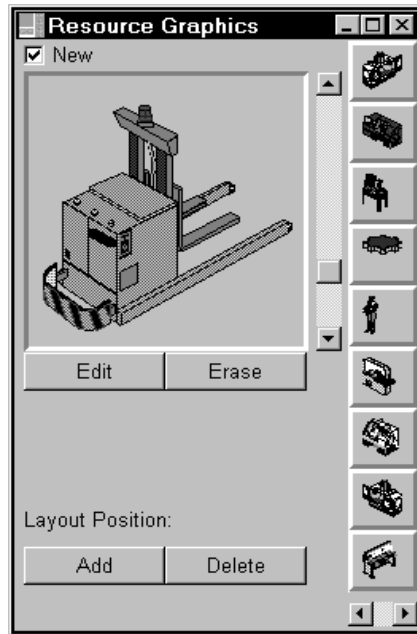 Resource Graphics
New
Edit Erase
Layout Position:
Add Delete